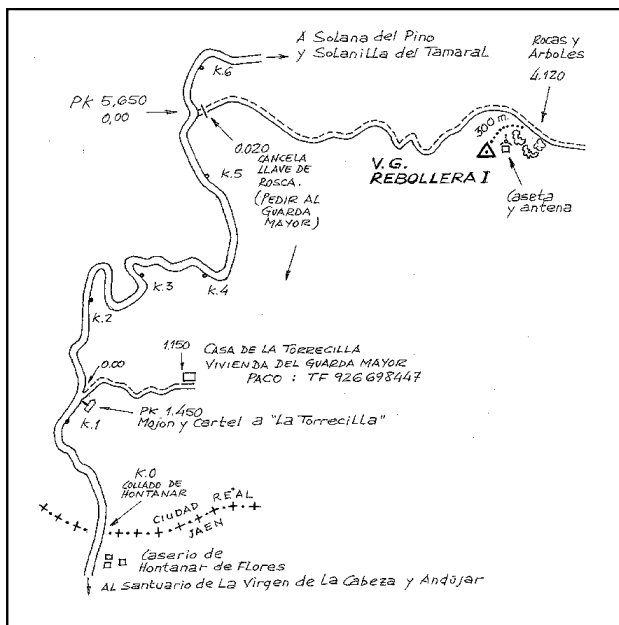 A Solana del Pino
y Solanilla del Tamaral
Rocas y
Arboles
4.120
K.6
PK 5,650
0,00
300 m.
0.020
CANCELA
LLAVE DE
ROSCA.
(PEDIR AL
GUARDA
MAYOR)
V.G.
REBOLLERA I
Caseta
y antena
K.5
K.4
K.3
K.2
0.00
1,150
CASA DE LA TORRECILLA
VIVIENDA DEL GUARDA MAYOR
PACO : TF 926698447
PK 1.450
Mojon y Cartel a "La Torrecilla"
K.1
K.0
COLLADO DE
HONTANAR
CIUDAD REAL
JAEN
Caserio de
Hontanar de Flores
AL Santuario de La Virgen de La Cabeza y Andújar